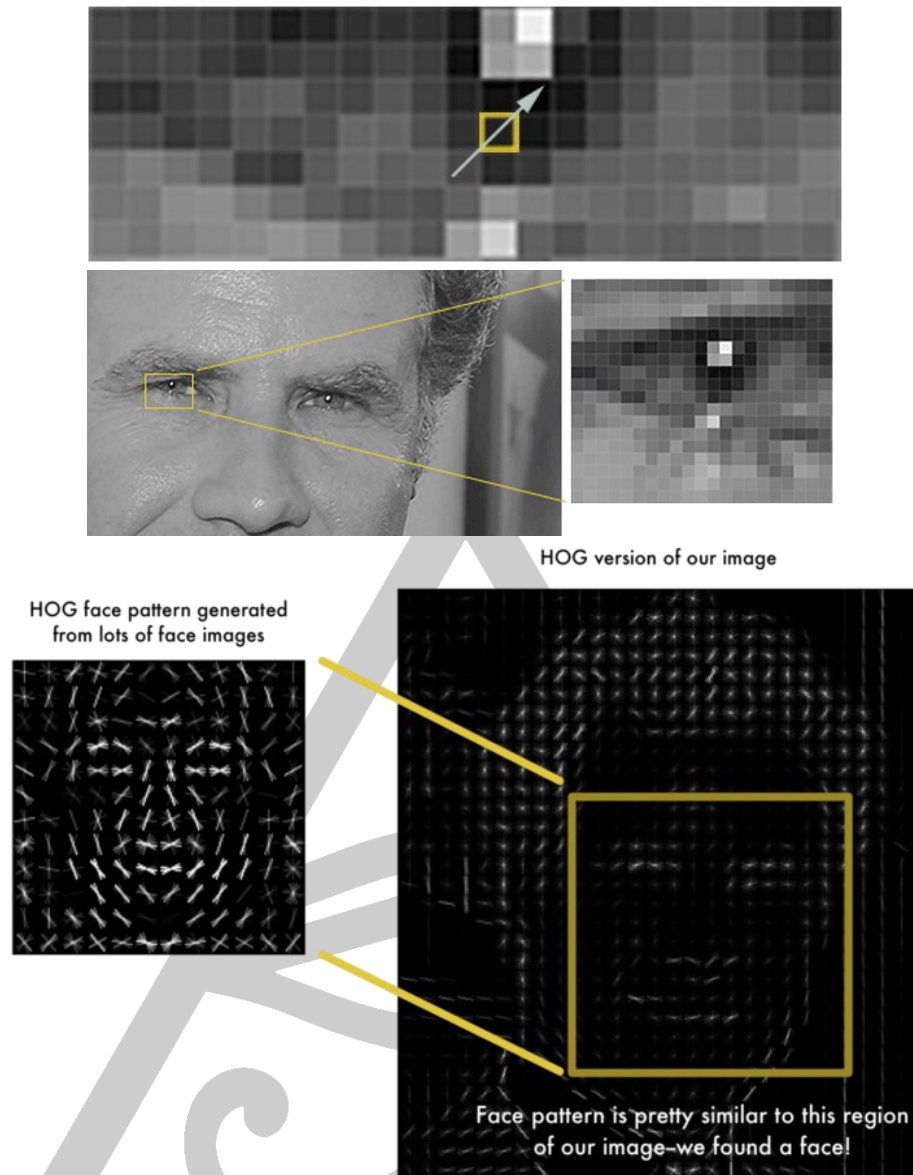 HOG version of our image
HOG face pattern generated
from lots of face images
Face pattern is pretty similar to this region
of our image–we found a face!